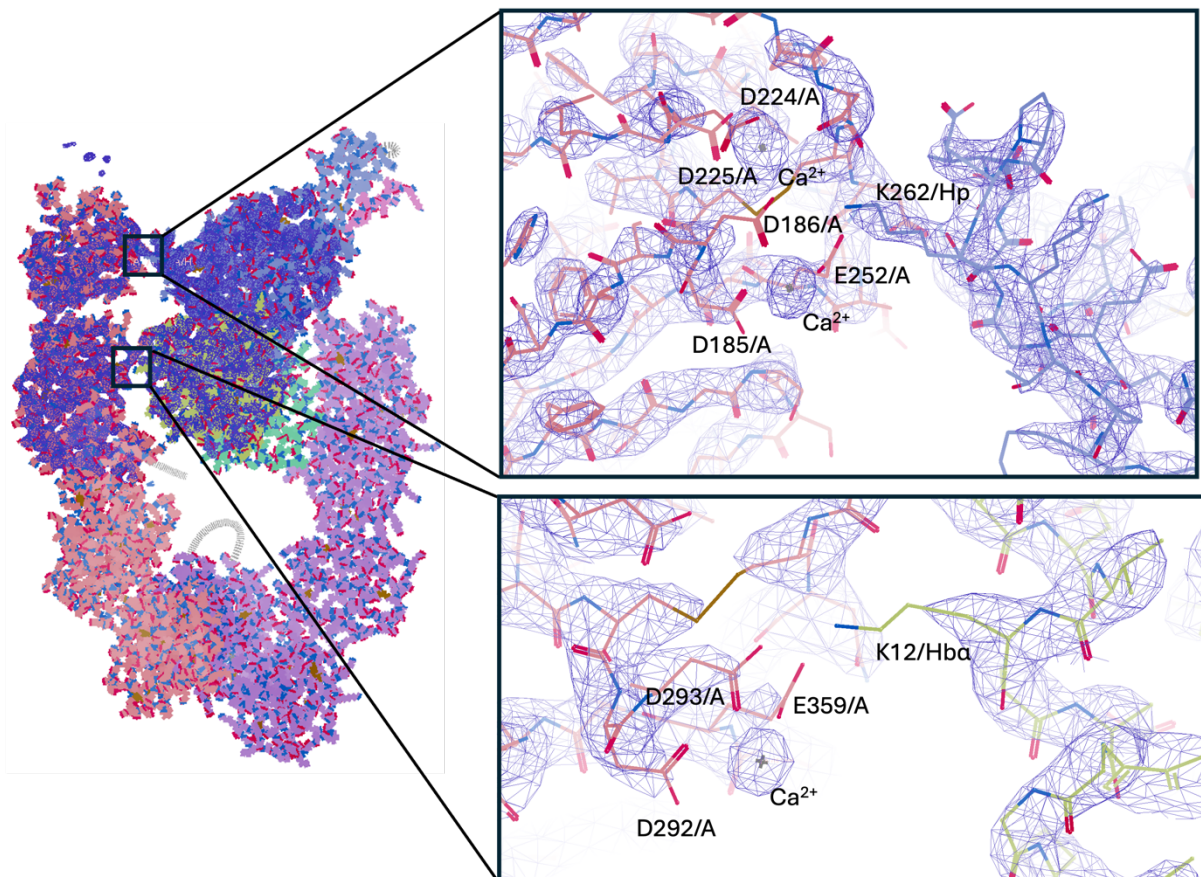 D224/A
D225/A
Ca²⁺
K262/Hp
D186/A
E252/A
Ca²⁺
D185/A
K12/Hbα
D293/A
E359/A
Ca²⁺
D292/A